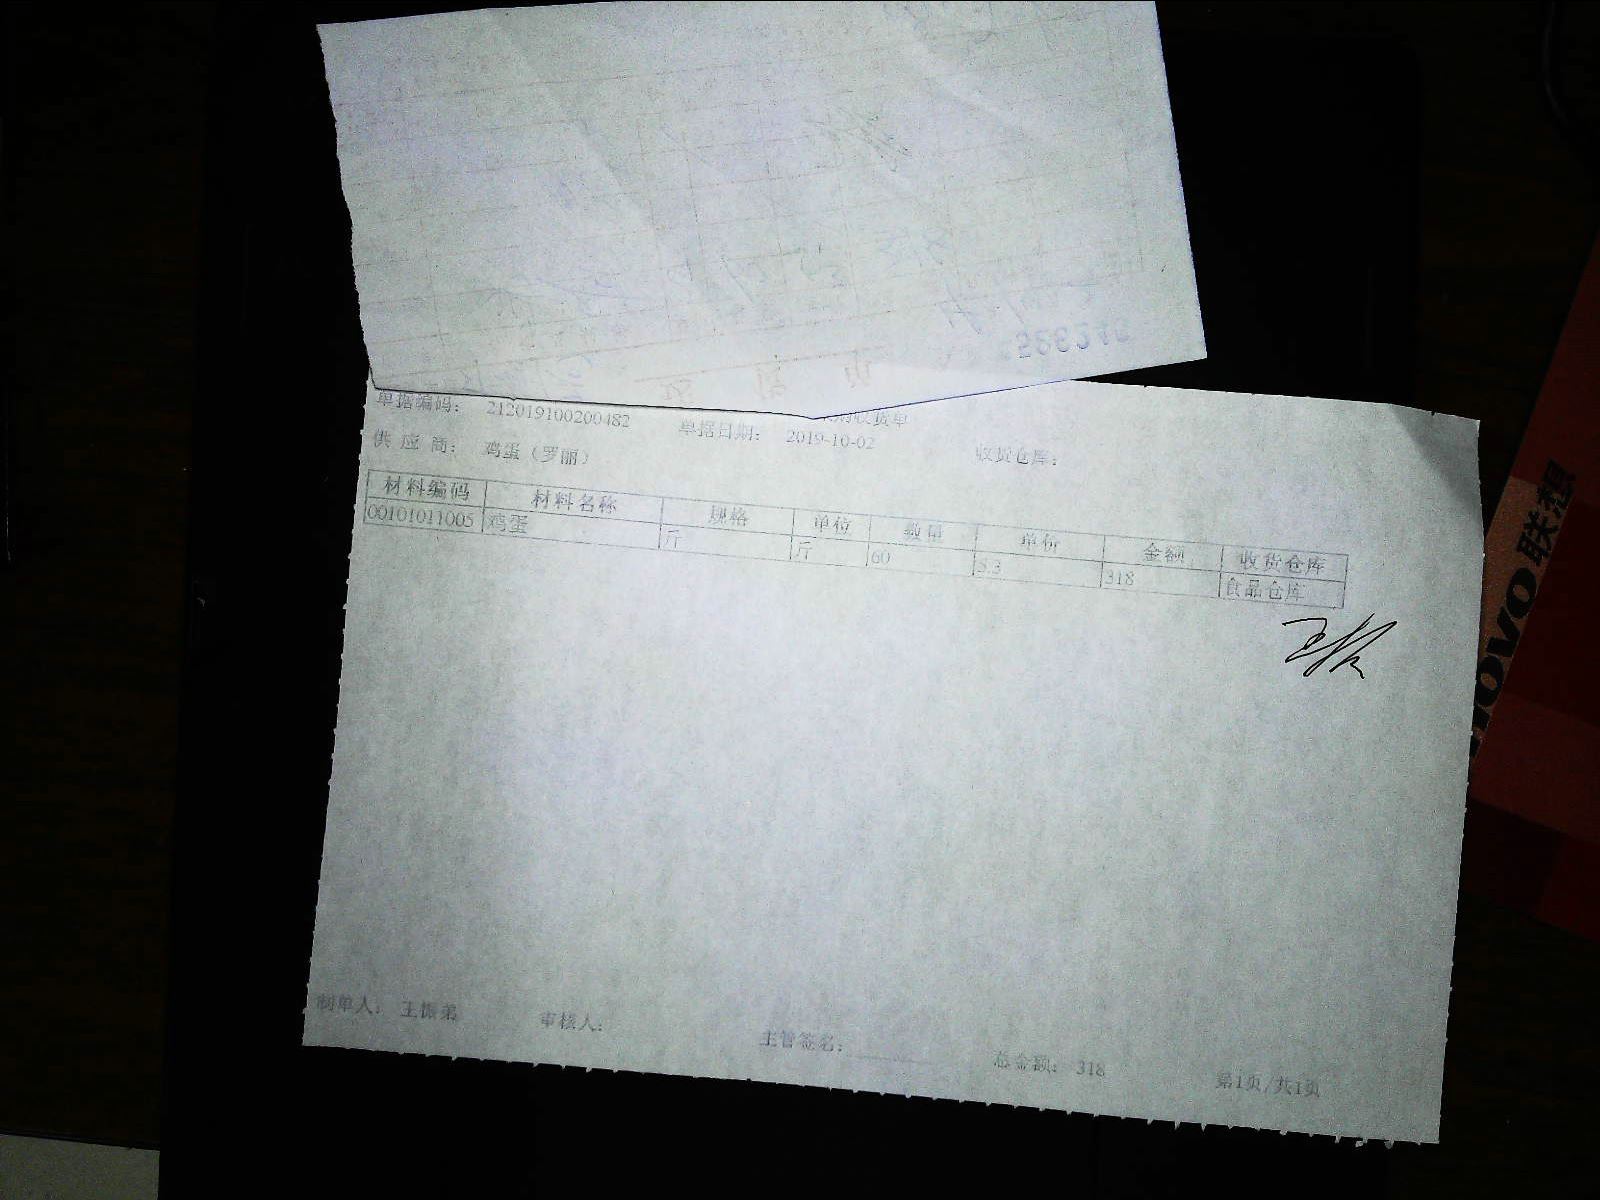 收货单
单据编码： 212019100200482 单据日期： 2019-10-02 收货仓库：
供 应 商： 鸡蛋（罗丽）
材料编码 材料名称 规格 单位 数量 单价 金额 收货仓库
00101011005 鸡蛋 斤 斤 60 5.3 318 食品仓库
制单人： 王振弟 审核人： 主管签名： 总金额： 318 第1页/共1页
联想